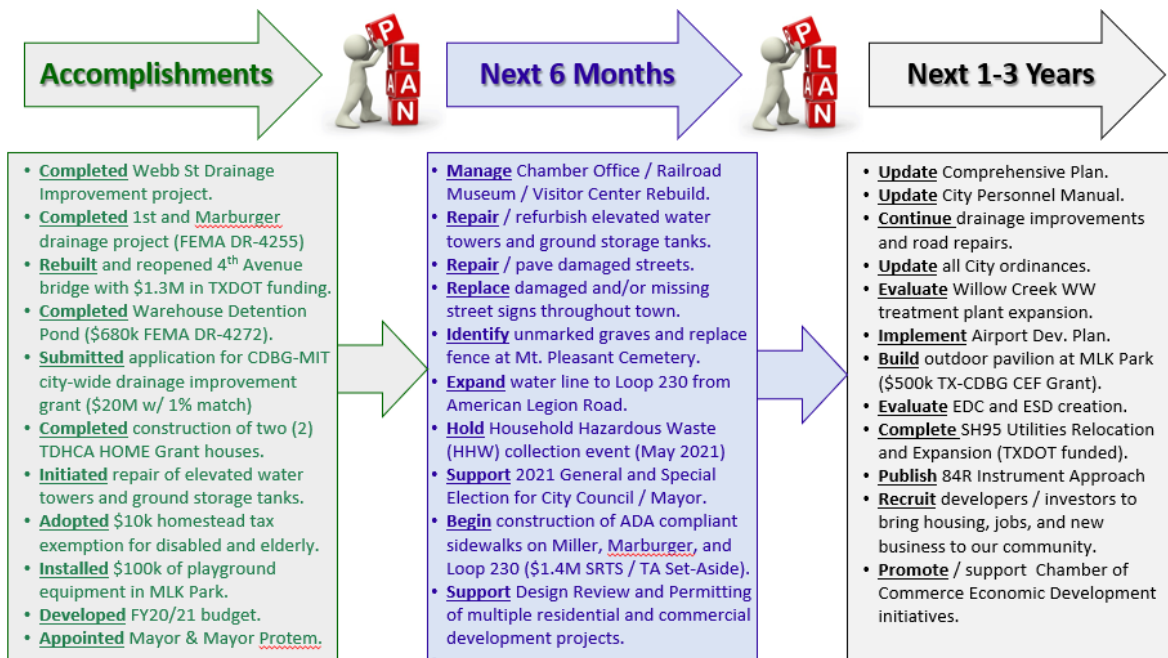 Accomplishments
P
L
A A
N
Next 6 Months
P
L
A A
N
Next 1-3 Years
• Completed Webb St Drainage
Improvement project.
• Completed 1st and Marburger
drainage project (FEMA DR-4255)
• Rebuilt and reopened 4th Avenue
bridge with $1.3M in TXDOT funding.
• Completed Warehouse Detention
Pond ($680k FEMA DR-4272).
• Submitted application for CDBG-MIT
city-wide drainage improvement
grant ($20M w/ 1% match)
• Completed construction of two (2)
TDHCA HOME Grant houses.
• Initiated repair of elevated water
towers and ground storage tanks.
• Adopted $10k homestead tax
exemption for disabled and elderly.
• Installed $100k of playground
equipment in MLK Park.
• Developed FY20/21 budget.
• Appointed Mayor & Mayor Protem.
• Manage Chamber Office / Railroad
Museum / Visitor Center Rebuild.
• Repair / refurbish elevated water
towers and ground storage tanks.
• Repair / pave damaged streets.
• Replace damaged and/or missing
street signs throughout town.
• Identify unmarked graves and replace
fence at Mt. Pleasant Cemetery.
• Expand water line to Loop 230 from
American Legion Road.
• Hold Household Hazardous Waste
(HHW) collection event (May 2021)
• Support 2021 General and Special
Election for City Council / Mayor.
• Begin construction of ADA compliant
sidewalks on Miller, Marburger, and
Loop 230 ($1.4M SRTS / TA Set-Aside).
• Support Design Review and Permitting
of multiple residential and commercial
development projects.
• Update Comprehensive Plan.
• Update City Personnel Manual.
• Continue drainage improvements
and road repairs.
• Update all City ordinances.
• Evaluate Willow Creek WW
treatment plant expansion.
• Implement Airport Dev. Plan.
• Build outdoor pavilion at MLK Park
($500k TX-CDBG CEF Grant).
• Evaluate EDC and ESD creation.
• Complete SH95 Utilities Relocation
and Expansion (TXDOT funded).
• Publish 84R Instrument Approach
• Recruit developers / investors to
bring housing, jobs, and new
business to our community.
• Promote / support Chamber of
Commerce Economic Development
initiatives.